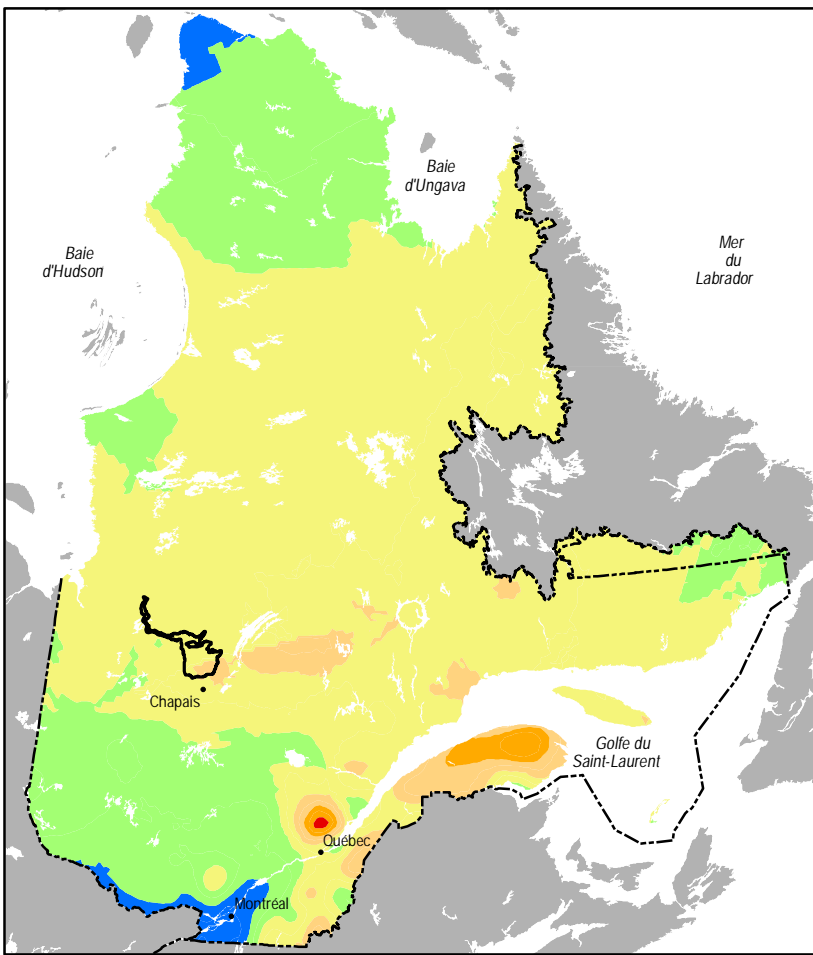 Baie
d'Ungava
Mer
du
Labrador
Baie
d'Hudson
Chapais
Golfe du
Saint-Laurent
Québec
Montréal